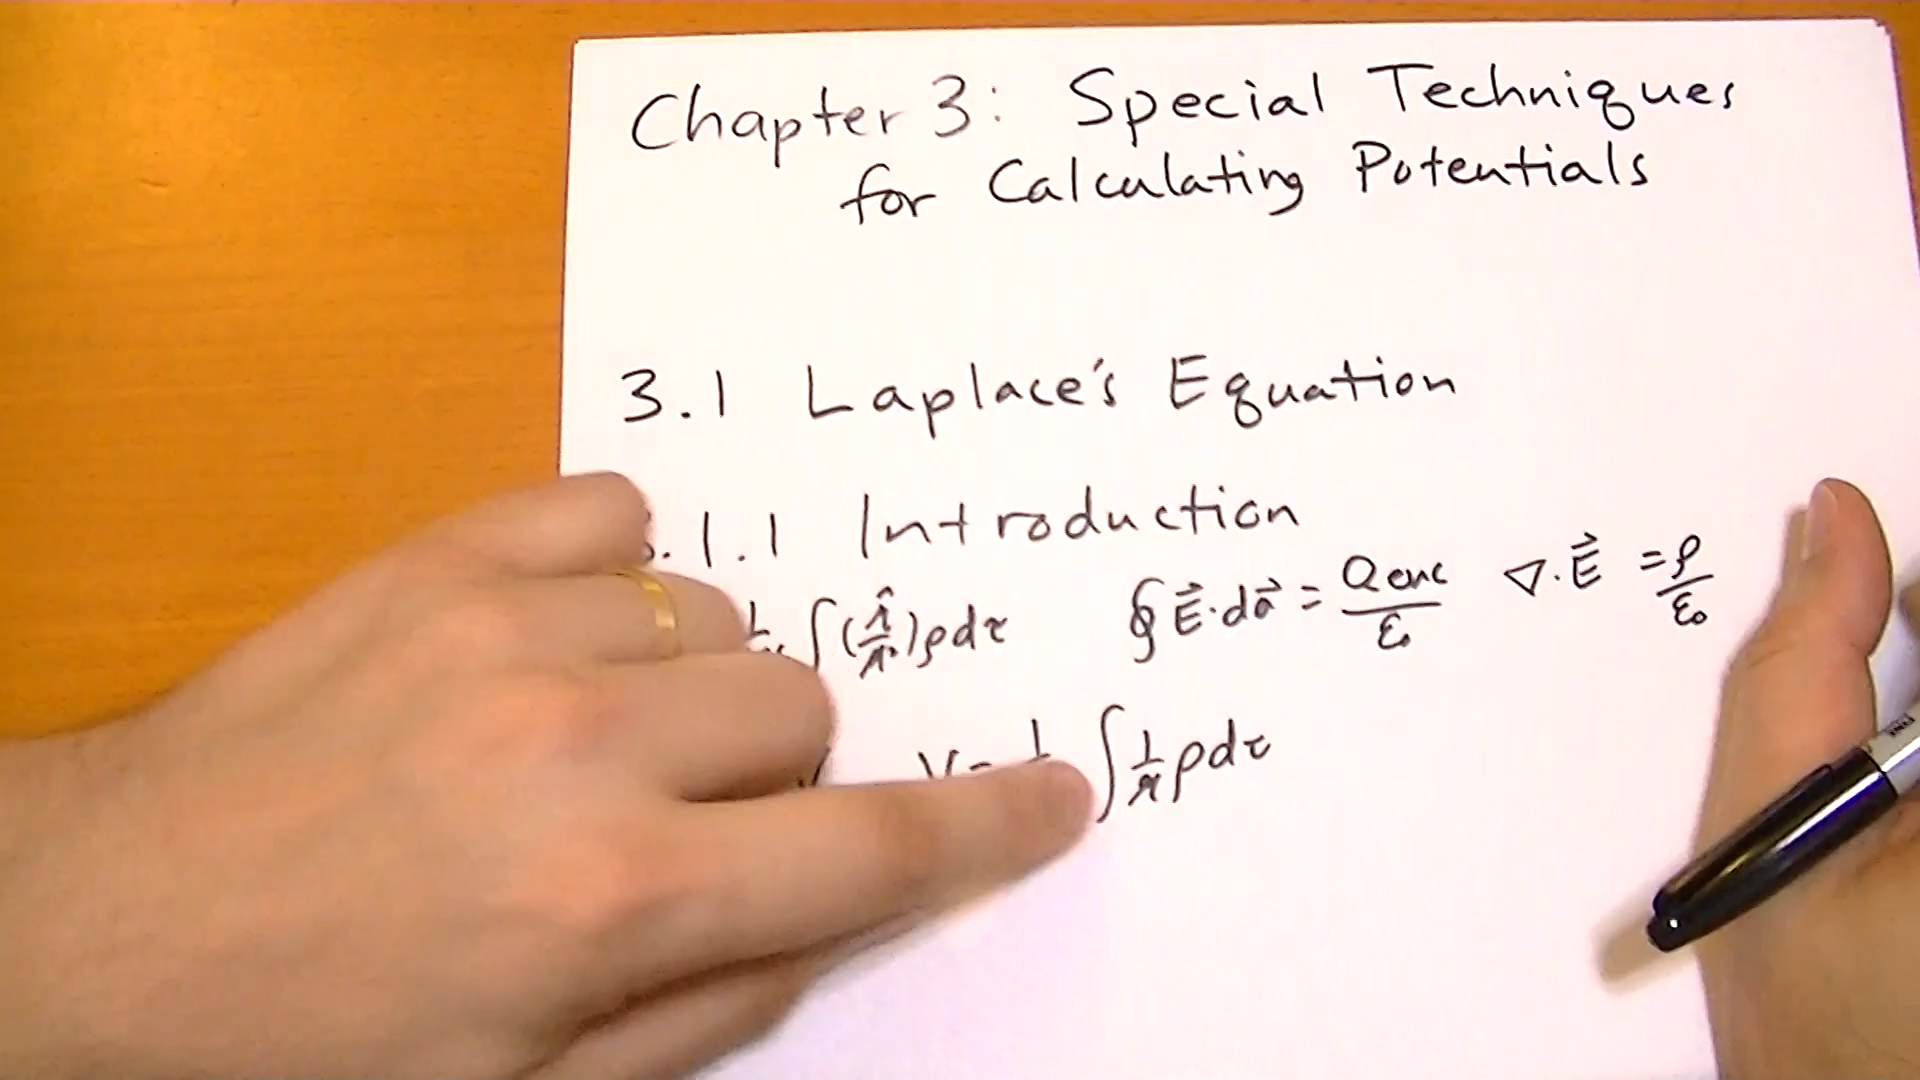 Chapter 3: Special Techniques
for Calculating Potentials
3.1 Laplace's Equation
.1.1 Introduction
∫(r̂/r²)ρdτ ∮E⃗·da⃗ = Qenc/ε₀ ∇·E⃗ = ρ/ε₀
V = 1 ∫ 1/r ρdτ